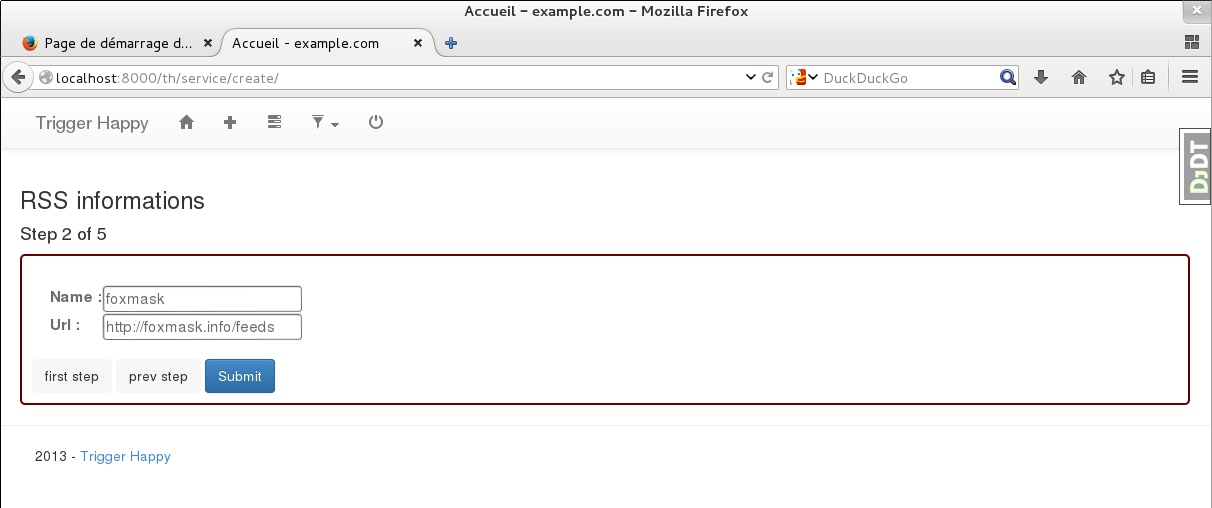 Accueil - example.com - Mozilla Firefox
Page de démarrage d... Accueil - example.com
localhost:8000/th/service/create/ DuckDuckGo
Trigger Happy
DjDT
RSS informations
Step 2 of 5
Name : foxmask
Url : http://foxmask.info/feeds
first step prev step Submit
2013 - Trigger Happy